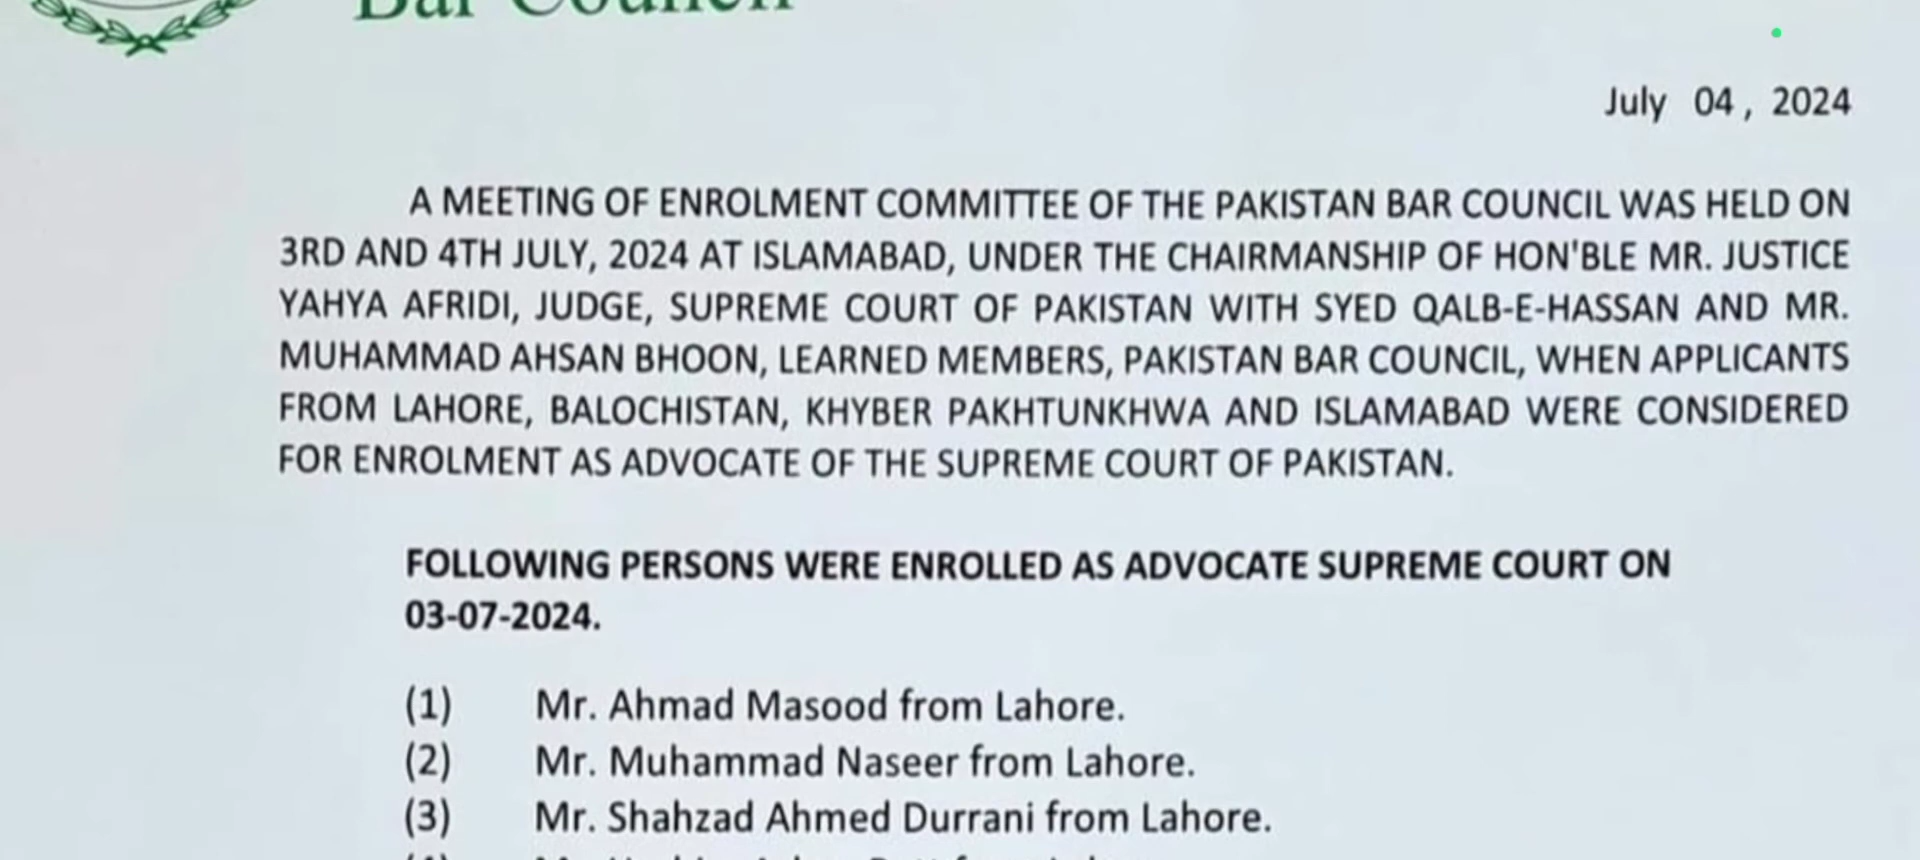 Bar Council
July 04, 2024
A MEETING OF ENROLMENT COMMITTEE OF THE PAKISTAN BAR COUNCIL WAS HELD ON
3RD AND 4TH JULY, 2024 AT ISLAMABAD, UNDER THE CHAIRMANSHIP OF HON'BLE MR. JUSTICE
YAHYA AFRIDI, JUDGE, SUPREME COURT OF PAKISTAN WITH SYED QALB-E-HASSAN AND MR.
MUHAMMAD AHSAN BHOON, LEARNED MEMBERS, PAKISTAN BAR COUNCIL, WHEN APPLICANTS
FROM LAHORE, BALOCHISTAN, KHYBER PAKHTUNKHWA AND ISLAMABAD WERE CONSIDERED
FOR ENROLMENT AS ADVOCATE OF THE SUPREME COURT OF PAKISTAN.
FOLLOWING PERSONS WERE ENROLLED AS ADVOCATE SUPREME COURT ON
03-07-2024.
(1) Mr. Ahmad Masood from Lahore.
(2) Mr. Muhammad Naseer from Lahore.
(3) Mr. Shahzad Ahmed Durrani from Lahore.